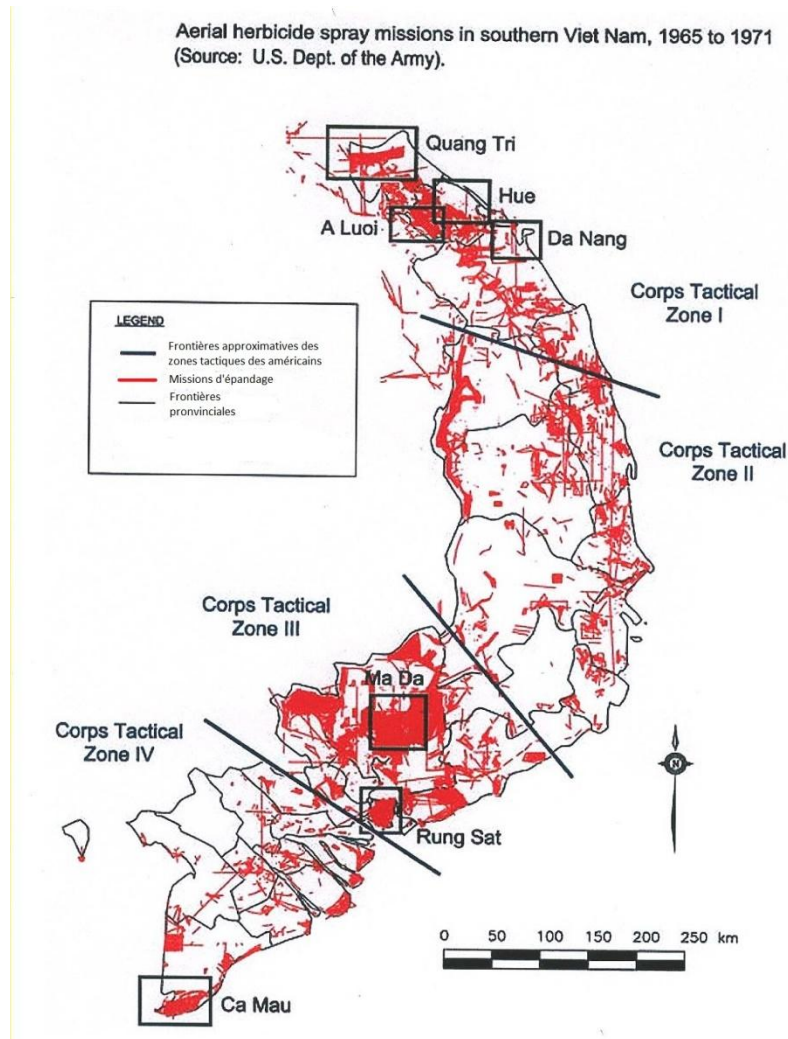 Aerial herbicide spray missions in southern Viet Nam, 1965 to 1971
(Source: U.S. Dept. of the Army).
Quang Tri
Hue
A Luoi
Da Nang
Corps Tactical
Zone I
LEGEND
Frontières approximatives des
zones tactiques des américains
Missions d'épandage
Frontières
pronvinciales
Corps Tactical
Zone II
Corps Tactical
Zone III
Ma Da
Corps Tactical
Zone IV
N
Rung Sat
0 50 100 150 200 250 km
Ca Mau